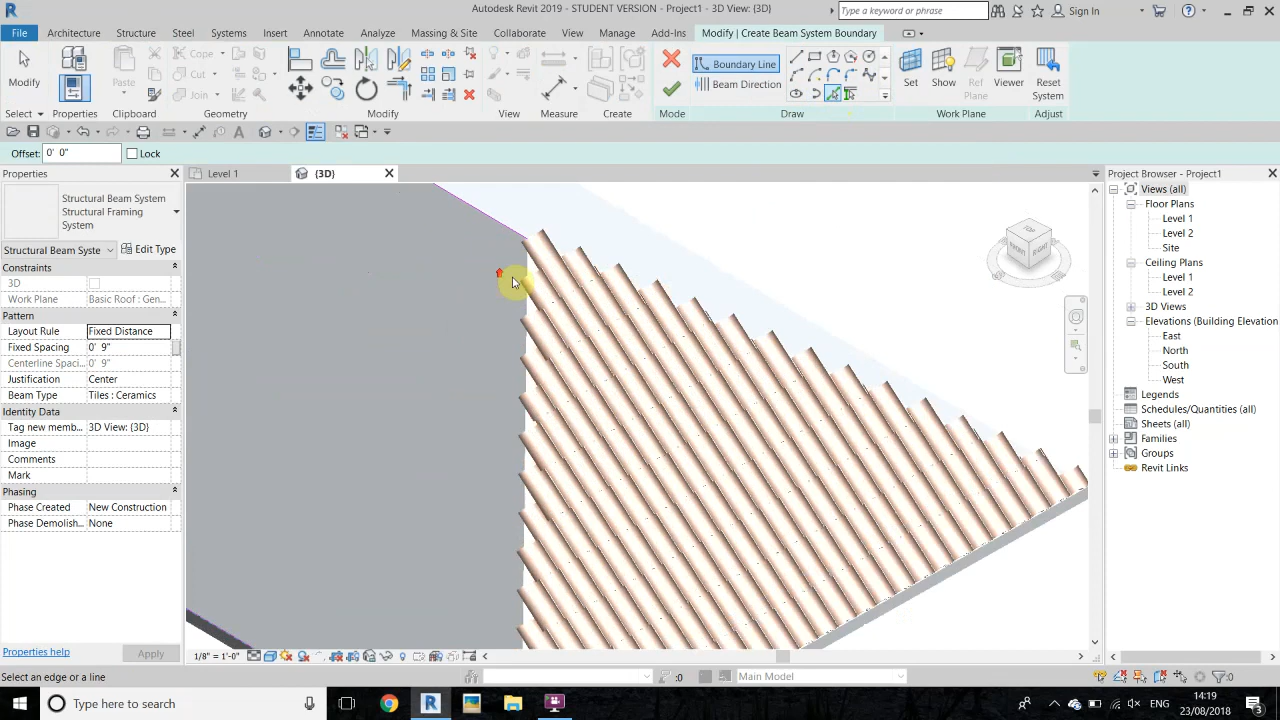 Autodesk Revit 2019 - STUDENT VERSION - Project1 - 3D View: {3D}
Type a keyword or phrase
Sign In
File
Architecture
Structure
Steel
Systems
Insert
Annotate
Analyze
Massing & Site
Collaborate
View
Manage
Add-Ins
Modify | Create Beam System Boundary
Modify
Paste
Cope
Cut
Join
Boundary Line
Beam Direction
Set
Show
Ref Plane
Viewer
Reset System
Select
Properties
Clipboard
Geometry
Modify
View
Measure
Create
Mode
Draw
Work Plane
Adjust
Offset: 0' 0"
Lock
Properties
Level 1
{3D}
Project Browser - Project1
Structural Beam System
Structural Framing
System
Structural Beam Syste
Edit Type
Constraints
3D
Work Plane Basic Roof : Gen...
Pattern
Layout Rule Fixed Distance
Fixed Spacing 0' 9"
Centerline Spaci... 0' 9"
Justification Center
Beam Type Tiles : Ceramics
Identity Data
Tag new memb... 3D View: {3D}
Image
Comments
Mark
Phasing
Phase Created New Construction
Phase Demolish... None
Properties help
Apply
TOP
FRONT
RIGHT
Views (all)
Floor Plans
Level 1
Level 2
Site
Ceiling Plans
Level 1
Level 2
3D Views
Elevations (Building Elevation
East
North
South
West
Legends
Schedules/Quantities (all)
Sheets (all)
Families
Groups
Revit Links
1/8" = 1'-0"
Select an edge or a line
:0
Main Model
:0
Type here to search
ENG
14:19
23/08/2018